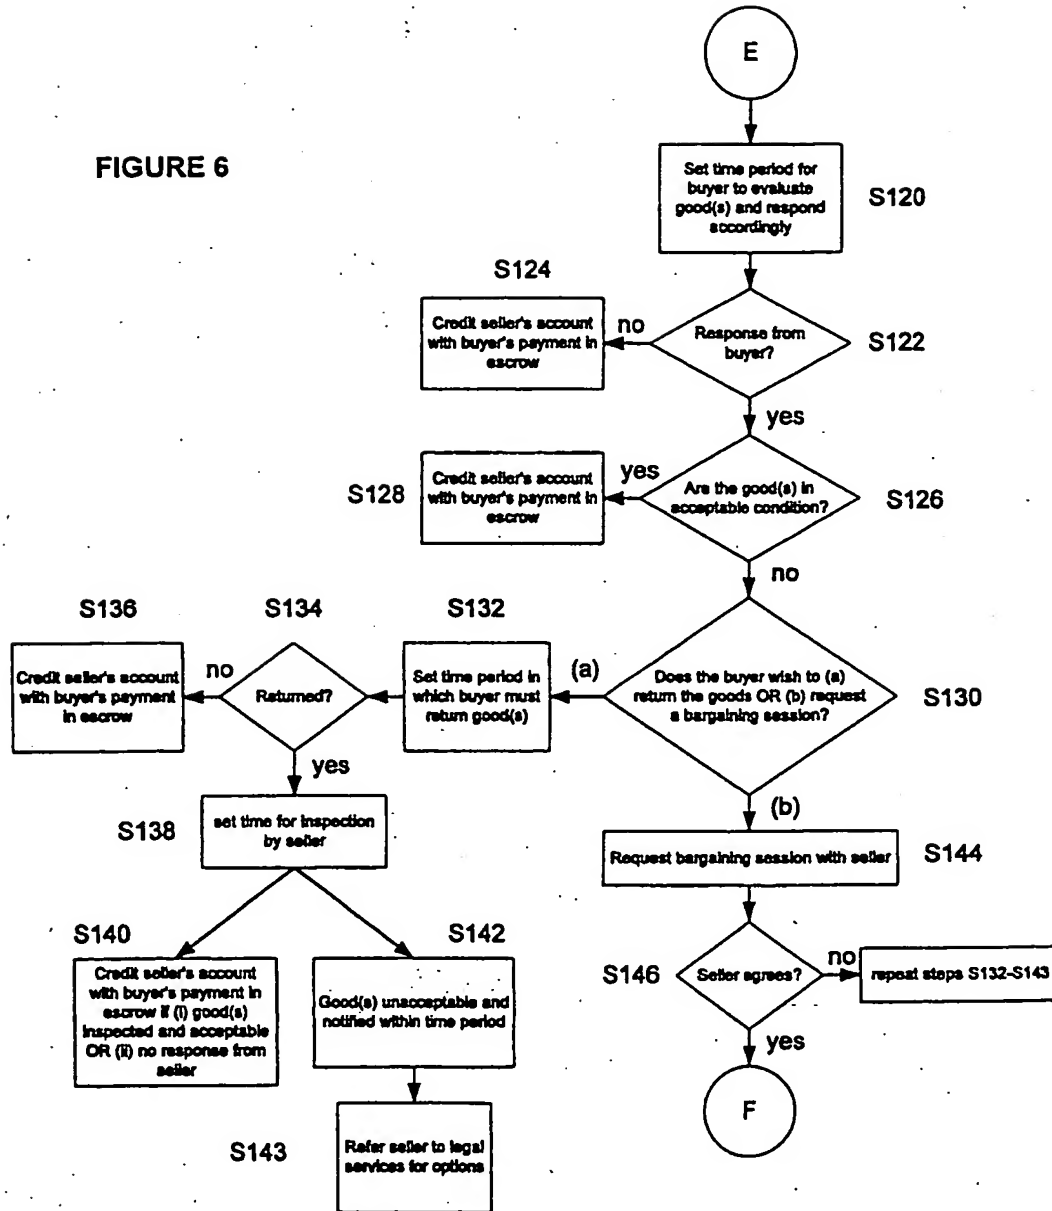 E
FIGURE 6
Set time period for
buyer to evaluate
good(s) and respond
accordingly
S120
S124
Credit seller's account
with buyer's payment in
escrow
no
Response from
buyer?
S122
yes
S128
Credit seller's account
with buyer's payment in
escrow
yes
Are the good(s) in
acceptable condition?
S126
no
S136
S134
S132
Credit seller's account
with buyer's payment
in escrow
no
Returned?
Set time period in
which buyer must
return good(s)
(a)
Does the buyer wish to (a)
return the goods OR (b) request
a bargaining session?
S130
yes
(b)
S138
set time for inspection
by seller
Request bargaining session with seller
S144
S140
S142
Credit seller's account
with buyer's payment in
escrow if (i) good(s)
inspected and acceptable
OR (ii) no response from
seller
Good(s) unacceptable and
notified within time period
S146
Seller agrees?
no
repeat steps S132-S143
yes
F
S143
Refer seller to legal
services for options